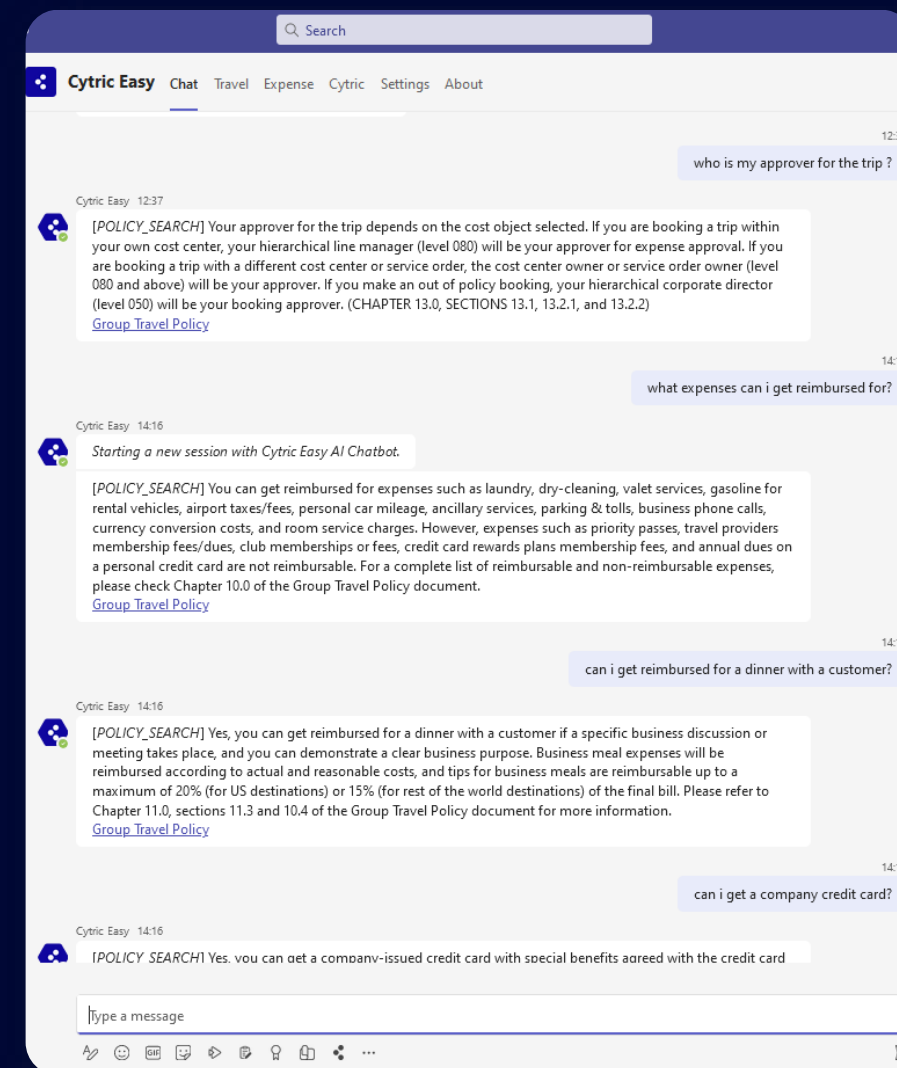 Search
Cytric Easy Chat Travel Expense Cytric Settings About
who is my approver for the trip ?
Cytric Easy 12:37
[POLICY_SEARCH] Your approver for the trip depends on the cost object selected. If you are booking a trip within
your own cost center, your hierarchical line manager (level 080) will be your approver for expense approval. If you
are booking a trip with a different cost center or service order, the cost center owner or service order owner (level
080 and above) will be your approver. If you make an out of policy booking, your hierarchical corporate director
(level 050) will be your booking approver. (CHAPTER 13.0, SECTIONS 13.1, 13.2.1, and 13.2.2)
Group Travel Policy
what expenses can i get reimbursed for?
Cytric Easy 14:16
Starting a new session with Cytric Easy AI Chatbot.
[POLICY_SEARCH] You can get reimbursed for expenses such as laundry, dry-cleaning, valet services, gasoline for
rental vehicles, airport taxes/fees, personal car mileage, ancillary services, parking & tolls, business phone calls,
currency conversion costs, and room service charges. However, expenses such as priority passes, travel providers
membership fees/dues, club memberships or fees, credit card rewards plans membership fees, and annual dues on
a personal credit card are not reimbursable. For a complete list of reimbursable and non-reimbursable expenses,
please check Chapter 10.0 of the Group Travel Policy document.
Group Travel Policy
can i get reimbursed for a dinner with a customer?
Cytric Easy 14:16
[POLICY_SEARCH] Yes, you can get reimbursed for a dinner with a customer if a specific business discussion or
meeting takes place, and you can demonstrate a clear business purpose. Business meal expenses will be
reimbursed according to actual and reasonable costs, and tips for business meals are reimbursable up to a
maximum of 20% (for US destinations) or 15% (for rest of the world destinations) of the final bill. Please refer to
Chapter 11.0, sections 11.3 and 10.4 of the Group Travel Policy document for more information.
Group Travel Policy
can i get a company credit card?
Cytric Easy 14:16
[POLICY_SEARCH] Yes, you can get a company-issued credit card with special benefits agreed with the credit card
Type a message
GIF